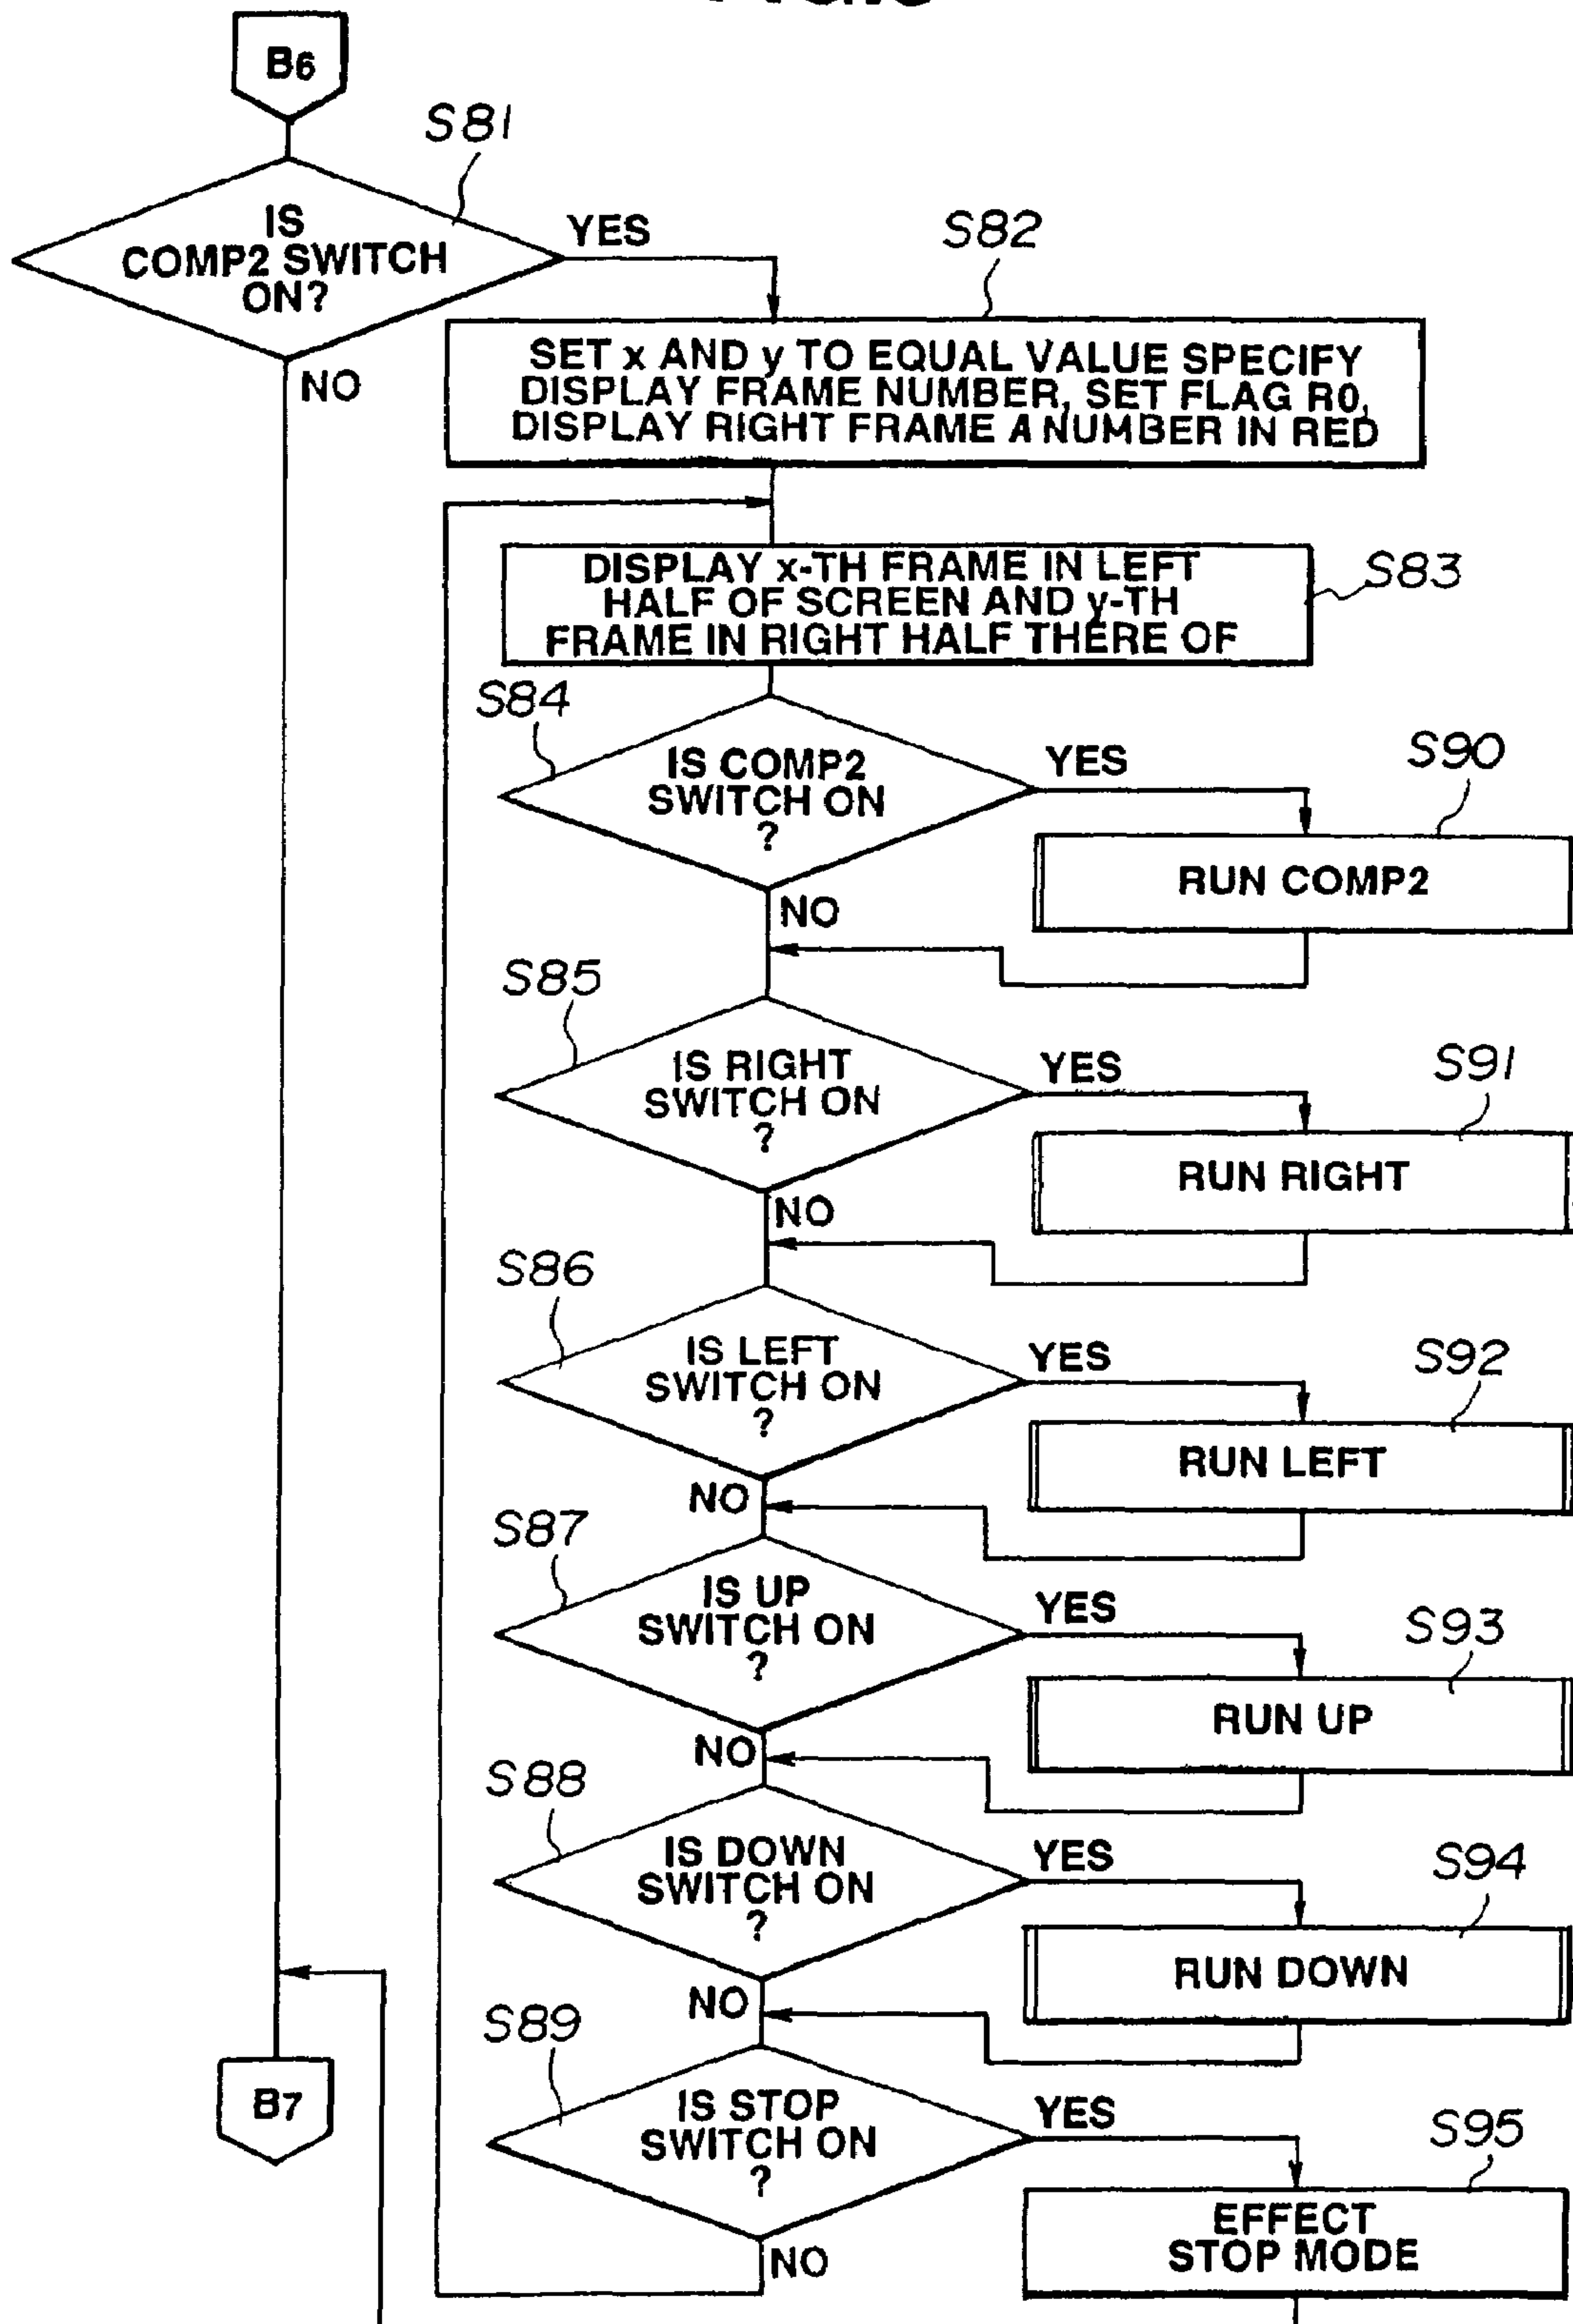 B6
S81
IS
COMP2 SWITCH
ON?
YES
NO
S82
SET x AND y TO EQUAL VALUE SPECIFY
DISPLAY FRAME NUMBER, SET FLAG R0,
DISPLAY RIGHT FRAME A NUMBER IN RED
DISPLAY x-TH FRAME IN LEFT
HALF OF SCREEN AND y-TH
FRAME IN RIGHT HALF THERE OF
S83
S84
IS COMP2
SWITCH ON
?
YES
NO
S90
RUN COMP2
S85
IS RIGHT
SWITCH ON
?
YES
NO
S91
RUN RIGHT
S86
IS LEFT
SWITCH ON
?
YES
NO
S92
RUN LEFT
S87
IS UP
SWITCH ON
?
YES
NO
S93
RUN UP
S88
IS DOWN
SWITCH ON
?
YES
NO
S94
RUN DOWN
B7
S89
IS STOP
SWITCH ON
?
YES
NO
S95
EFFECT
STOP MODE